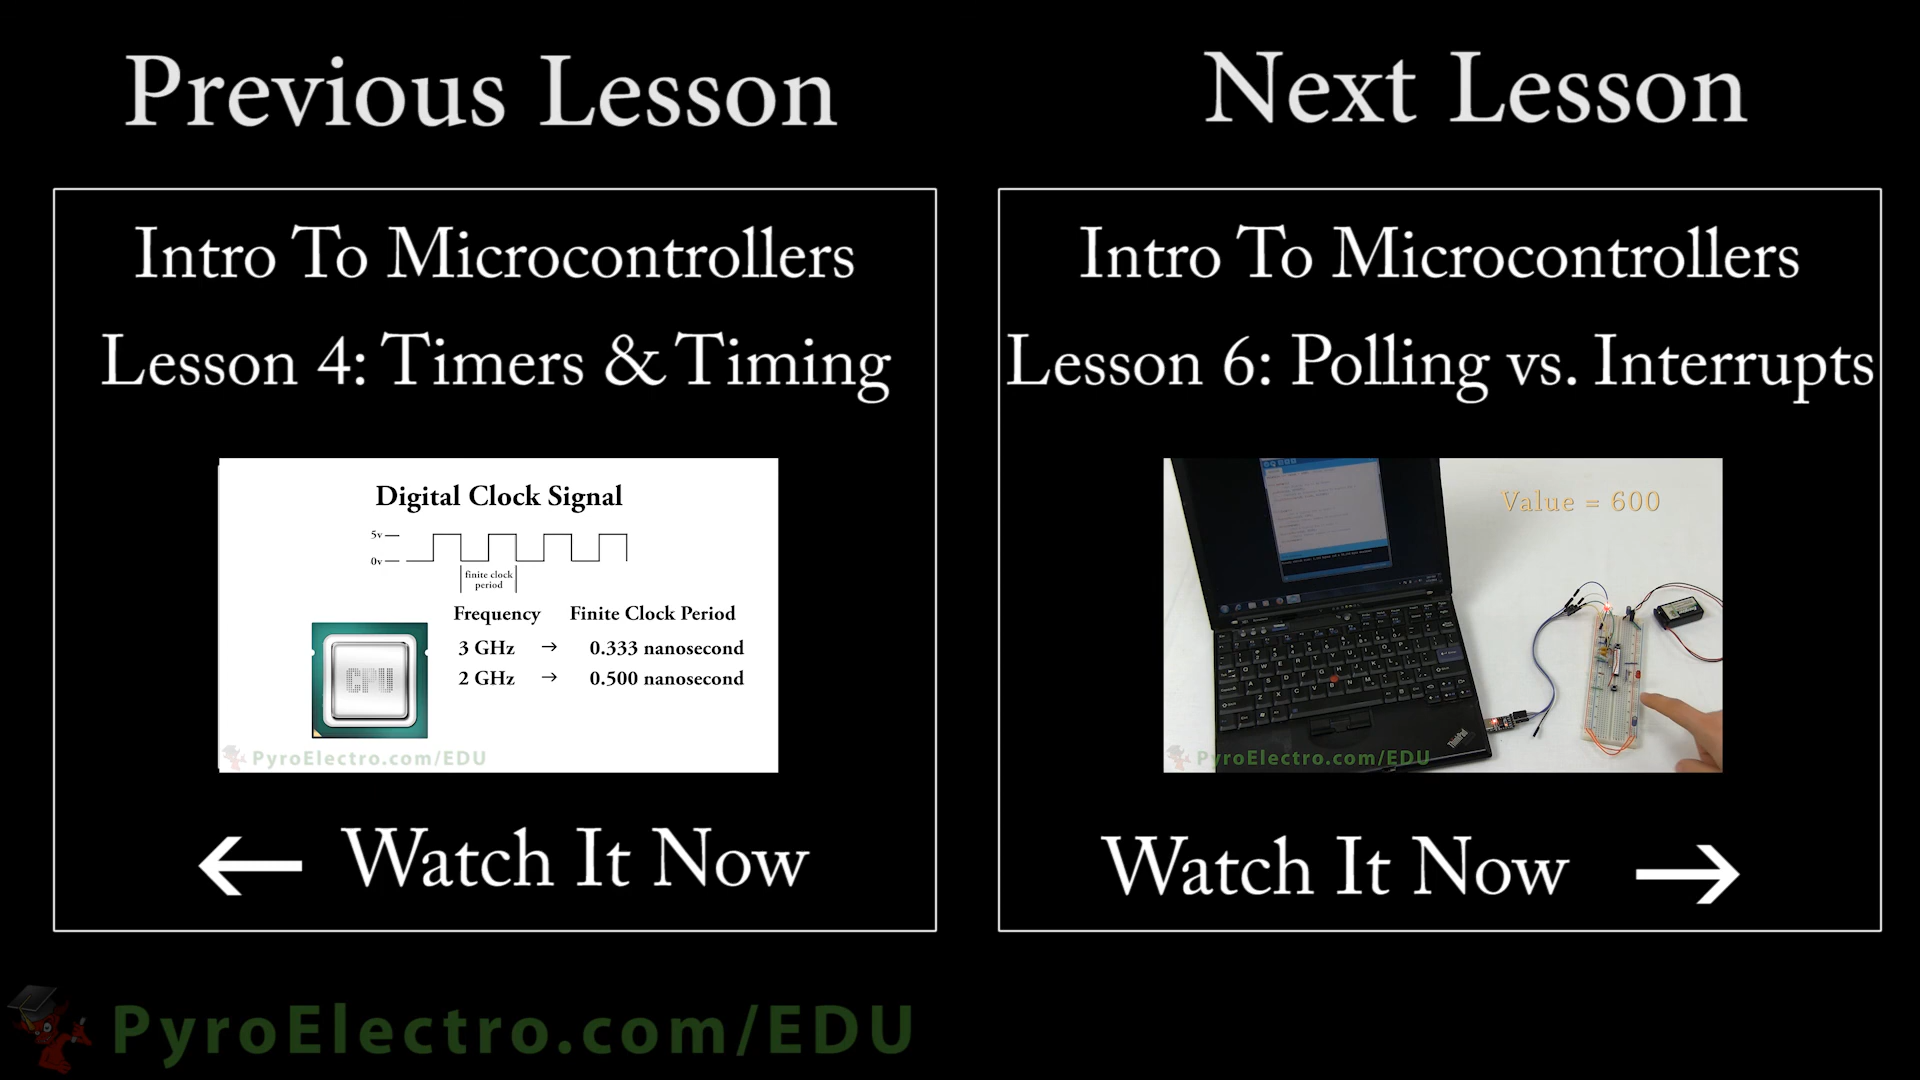 Previous Lesson
Intro To Microcontrollers
Lesson 4: Timers & Timing
Digital Clock Signal
5v
0v
finite clock
period
Frequency Finite Clock Period
3 GHz → 0.333 nanosecond
2 GHz → 0.500 nanosecond
CPU
PyroElectro.com/EDU
← Watch It Now
Next Lesson
Intro To Microcontrollers
Lesson 6: Polling vs. Interrupts
Value = 600
ThinkPad
PyroElectro.com/EDU
Watch It Now →
PyroElectro.com/EDU